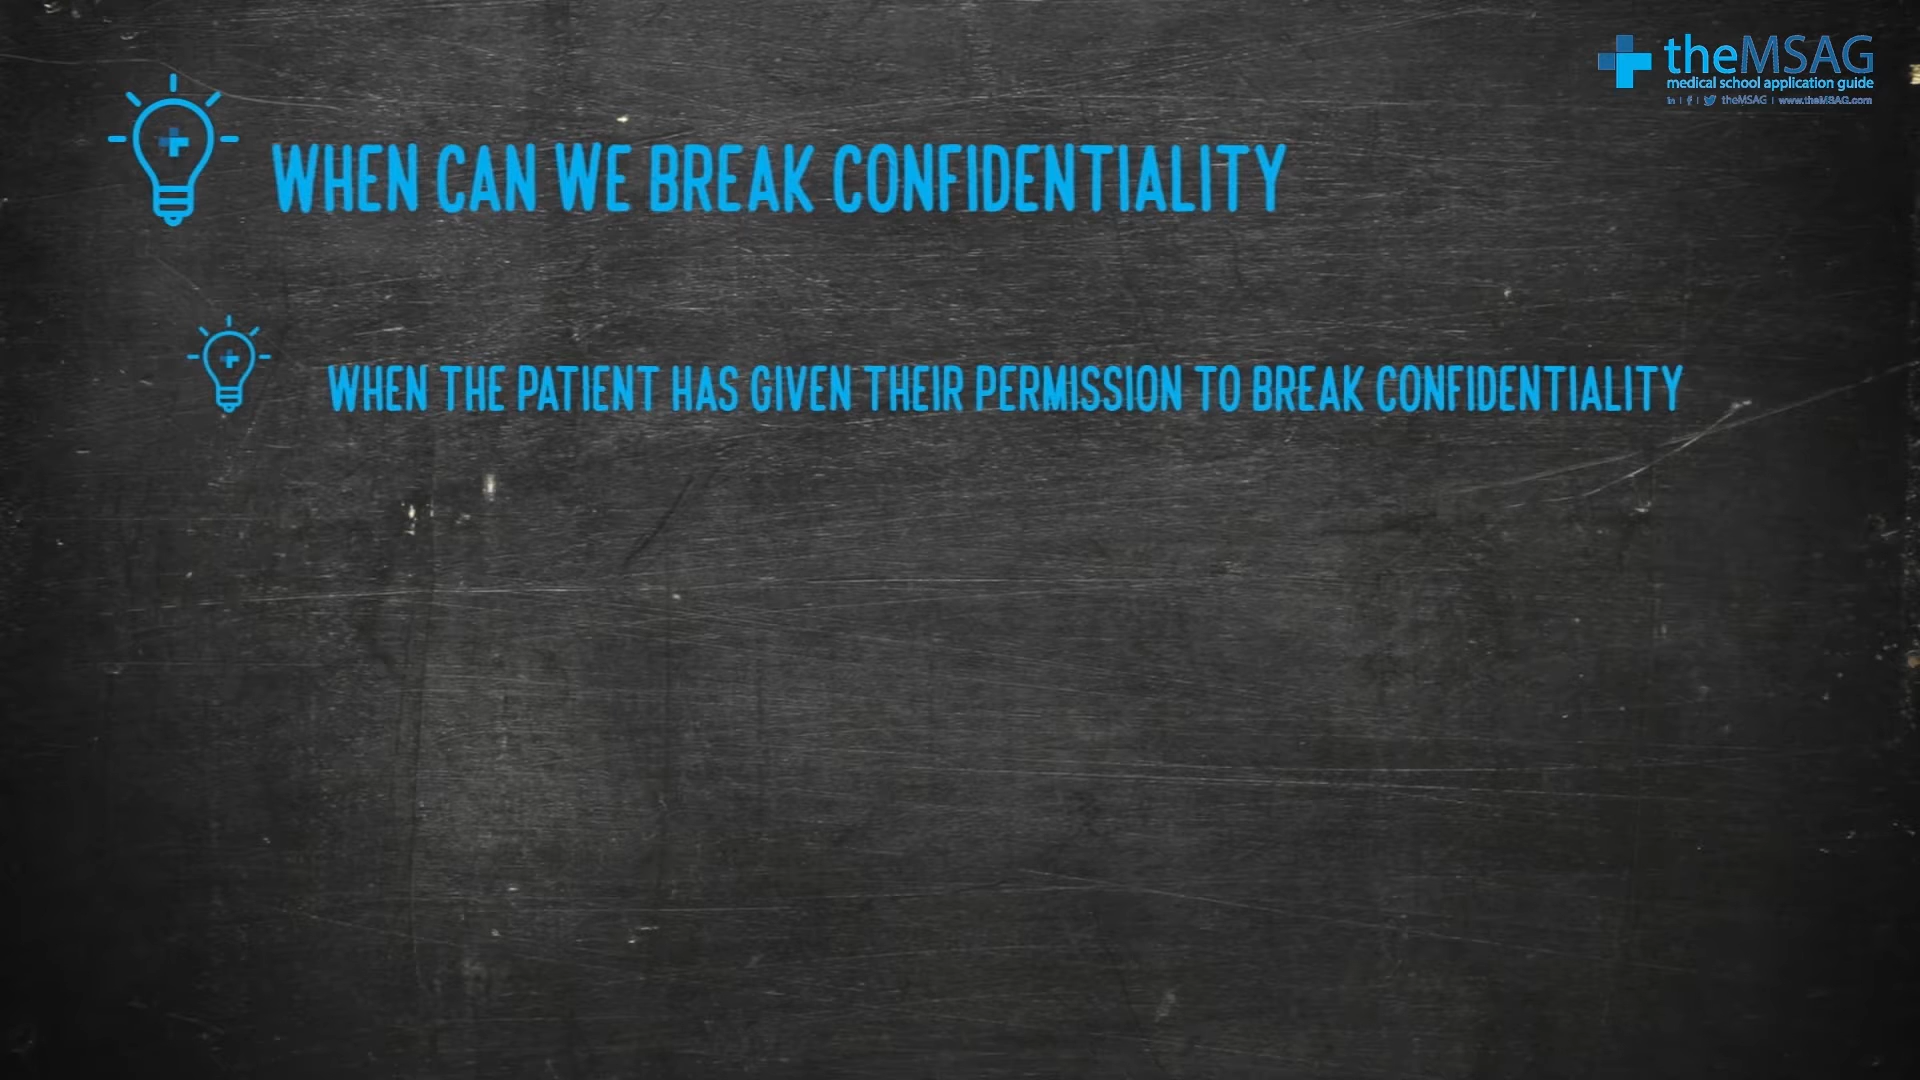 theMSAG
medical school application guide
in | f | theMSAG | www.theMSAG.com
WHEN CAN WE BREAK CONFIDENTIALITY
WHEN THE PATIENT HAS GIVEN THEIR PERMISSION TO BREAK CONFIDENTIALITY